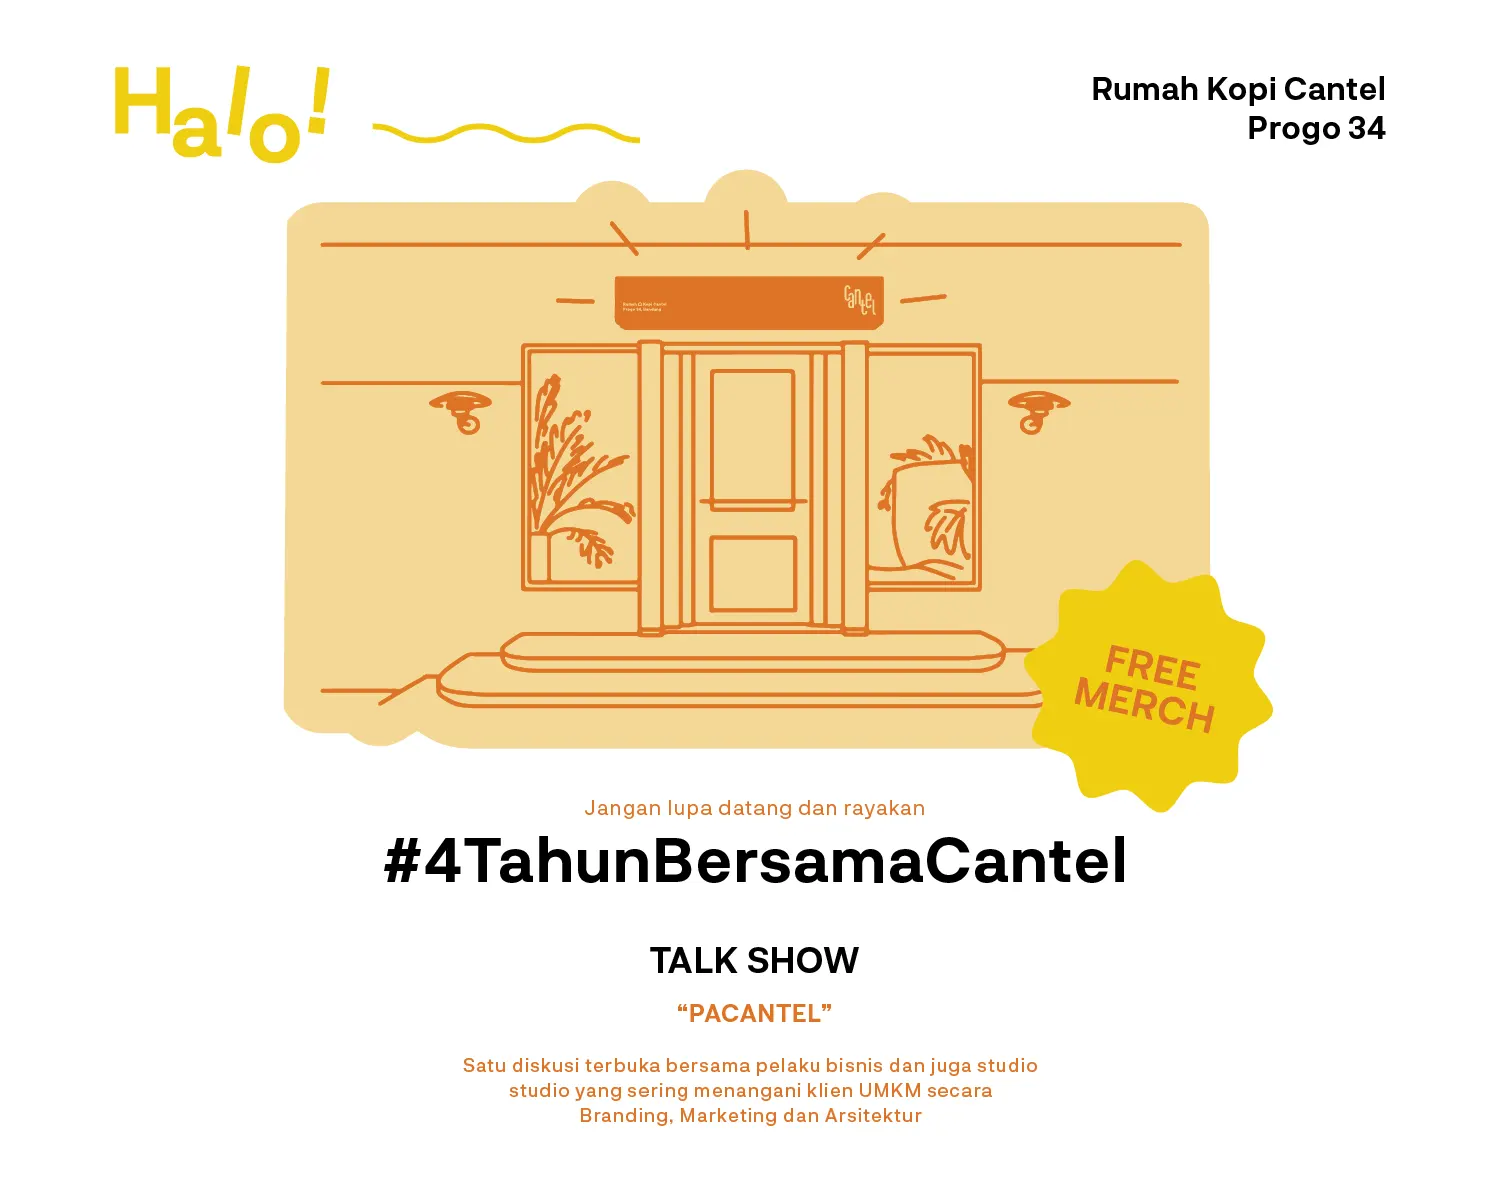 Halo!
Rumah Kopi Cantel
Progo 34
Cantel
FREE
MERCH
Jangan lupa datang dan rayakan
#4TahunBersamaCantel
TALK SHOW
“PACANTEL”
Satu diskusi terbuka bersama pelaku bisnis dan juga studio
studio yang sering menangani klien UMKM secara
Branding, Marketing dan Arsitektur